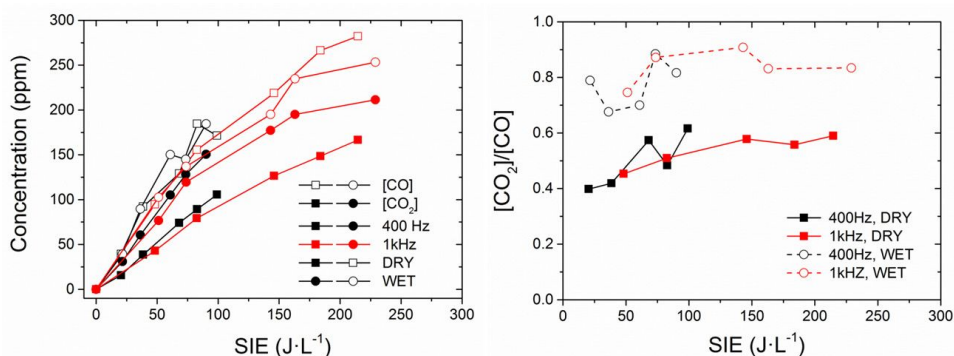 300
250
200
150
100
50
0
Concentration (ppm)
[CO]
[CO₂]
400 Hz
1kHz
DRY
WET
0 50 100 150 200 250 300
SIE (J·L⁻¹)
1.0
0.8
0.6
0.4
0.2
0.0
[CO₂]/[CO]
400Hz, DRY
1kHz, DRY
400Hz, WET
1kHZ, WET
0 50 100 150 200 250 300
SIE (J·L⁻¹)